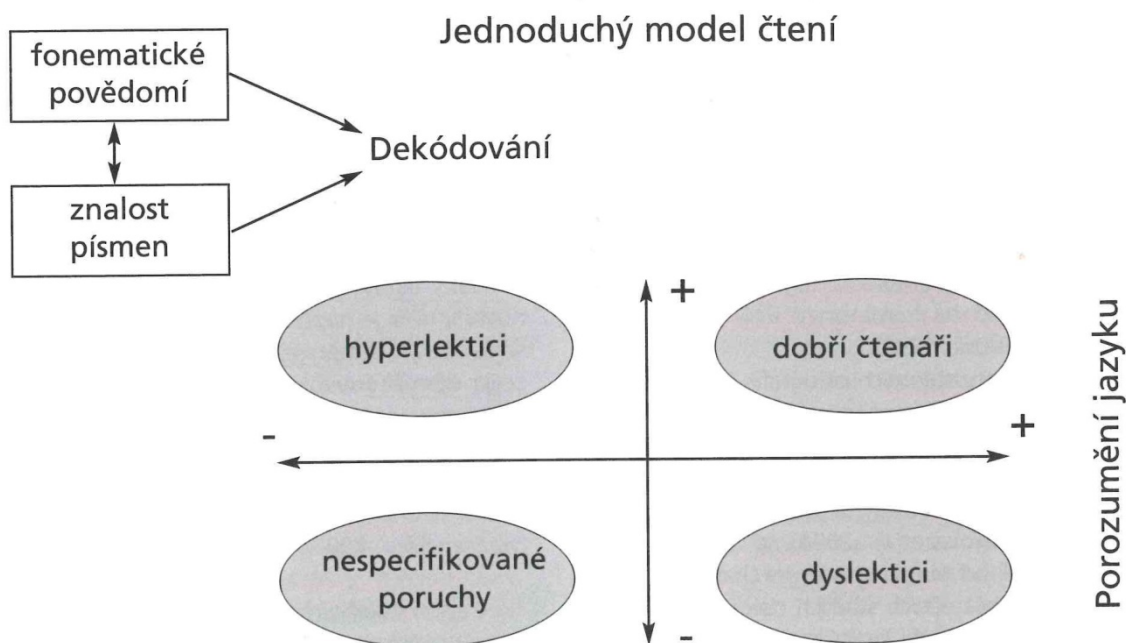 Jednoduchý model čtení
fonematické
povědomí
Dekódování
znalost
písmen
+
hyperlektici
dobří čtenáři
-
+
Porozumění jazyku
nespecifikované
poruchy
dyslektici
-